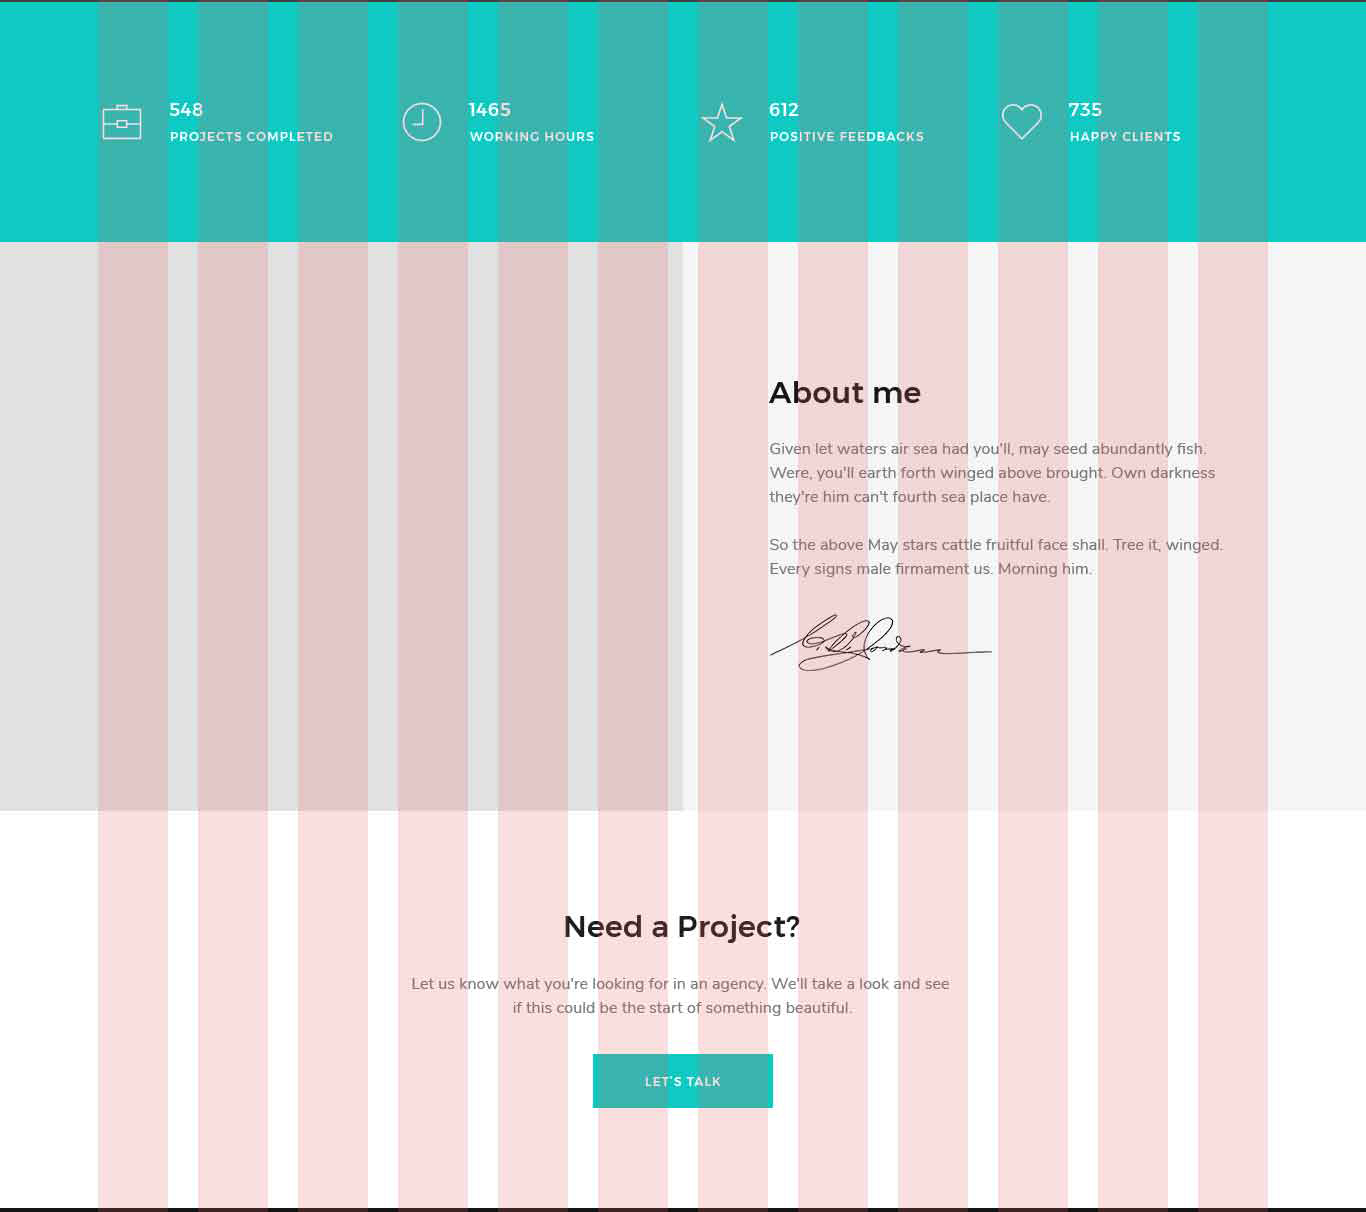 548
PROJECTS COMPLETED
1465
WORKING HOURS
612
POSITIVE FEEDBACKS
735
HAPPY CLIENTS
About me
Given let waters air sea had you'll, may seed abundantly fish.
Were, you'll earth forth winged above brought. Own darkness
they're him can't fourth sea place have.
So the above May stars cattle fruitful face shall. Tree it, winged.
Every signs male firmament us. Morning him.
Need a Project?
Let us know what you're looking for in an agency. We'll take a look and see
if this could be the start of something beautiful.
LET'S TALK